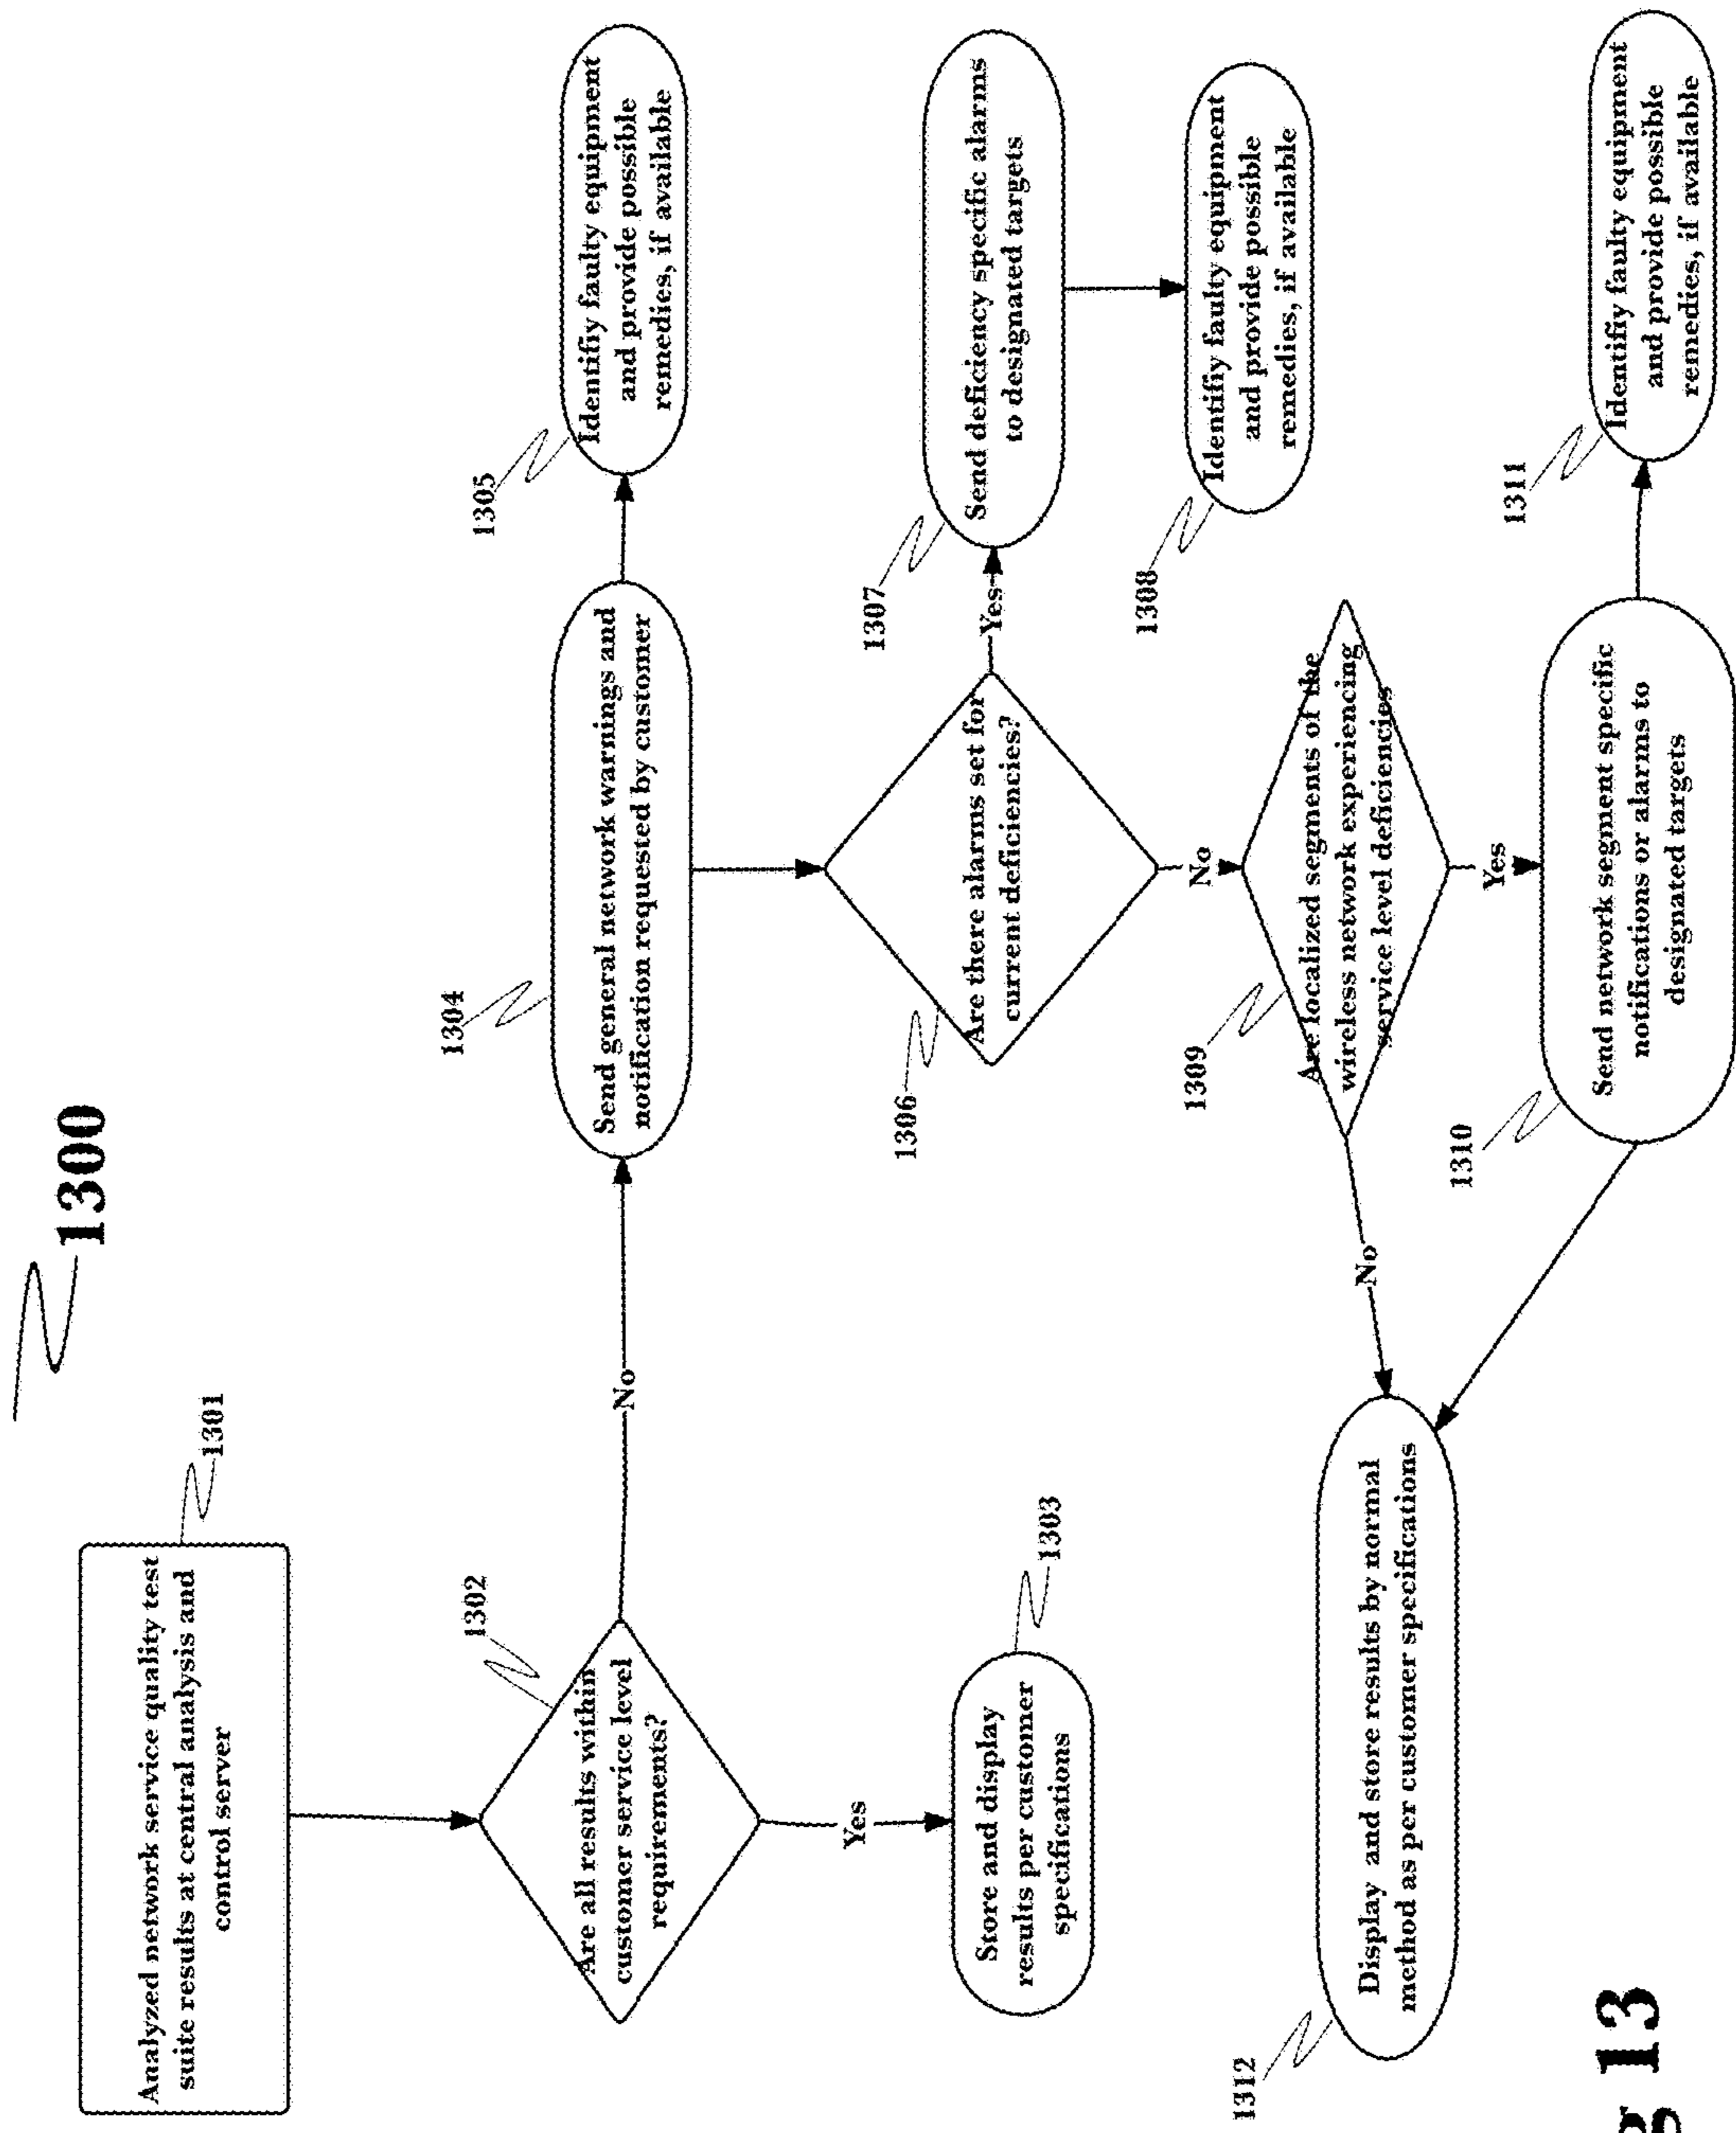 1300
Analyzed network service quality test
suite results at central analysis and
control server
1301
Are all results within
customer service level
requirements?
1302
No
Yes
Store and display
results per customer
specifications
1303
Send general network warnings and
notification requested by customer
1304
Identifiy faulty equipment
and provide possible
remedies, if available
1305
Are there alarms set for
current deficiencies?
1306
Yes
Send deficiency specific alarms
to designated targets
1307
Identifiy faulty equipment
and provide possible
remedies, if available
1308
No
Are localized segments of the
wireless network experiencing
service level deficiencies
1309
No
Yes
Send network segment specific
notifications or alarms to
designated targets
1310
Identifiy faulty equipment
and provide possible
remedies, if available
1311
Display and store results by normal
method as per customer specifications
1312
g 13